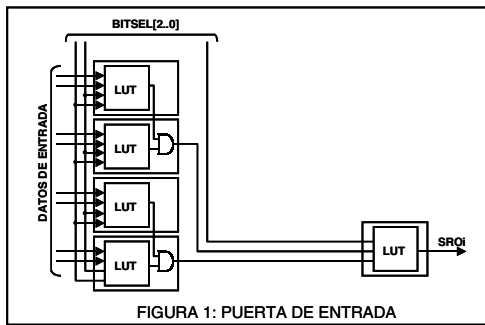 BITSEL[2..0]
DATOS DE ENTRADA
LUT
LUT
LUT
LUT
LUT
SROi
FIGURA 1: PUERTA DE ENTRADA